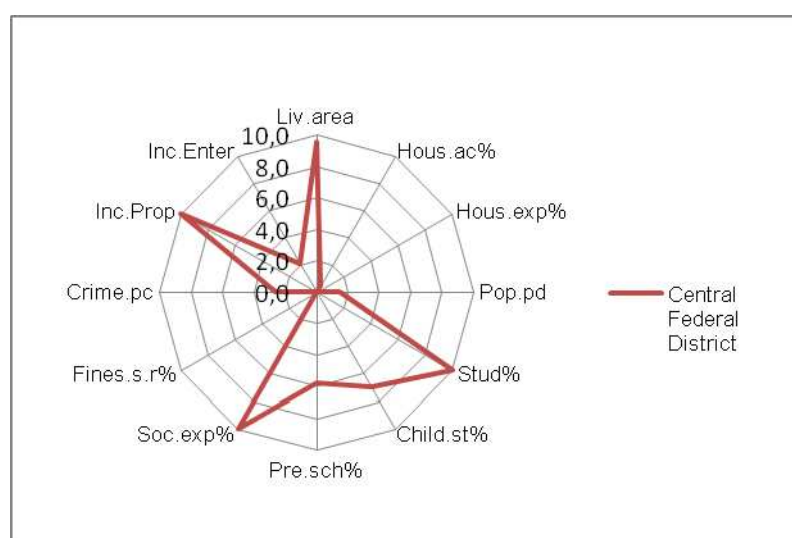 Liv.area
10,0
Inc.Enter
Hous.ac%
8,0
6,0
Inc.Prop
Hous.exp%
4,0
2,0
Crime.pc
0,0
Pop.pd
Central
Federal
District
Fines.s.r%
Stud%
Soc.exp%
Child.st%
Pre.sch%